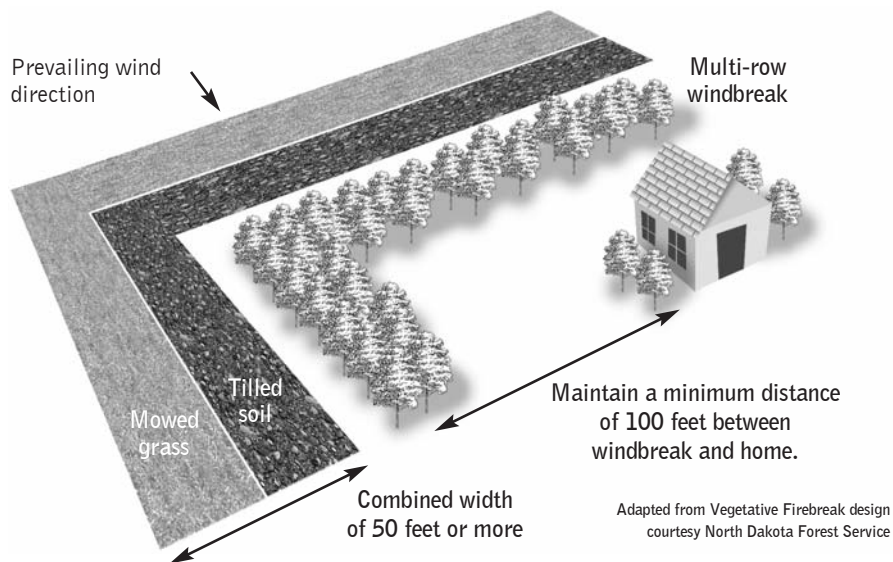 Prevailing wind
direction
Multi-row
windbreak
Tilled
soil
Mowed
grass
Maintain a minimum distance
of 100 feet between
windbreak and home.
Combined width
of 50 feet or more
Adapted from Vegetative Firebreak design
courtesy North Dakota Forest Service